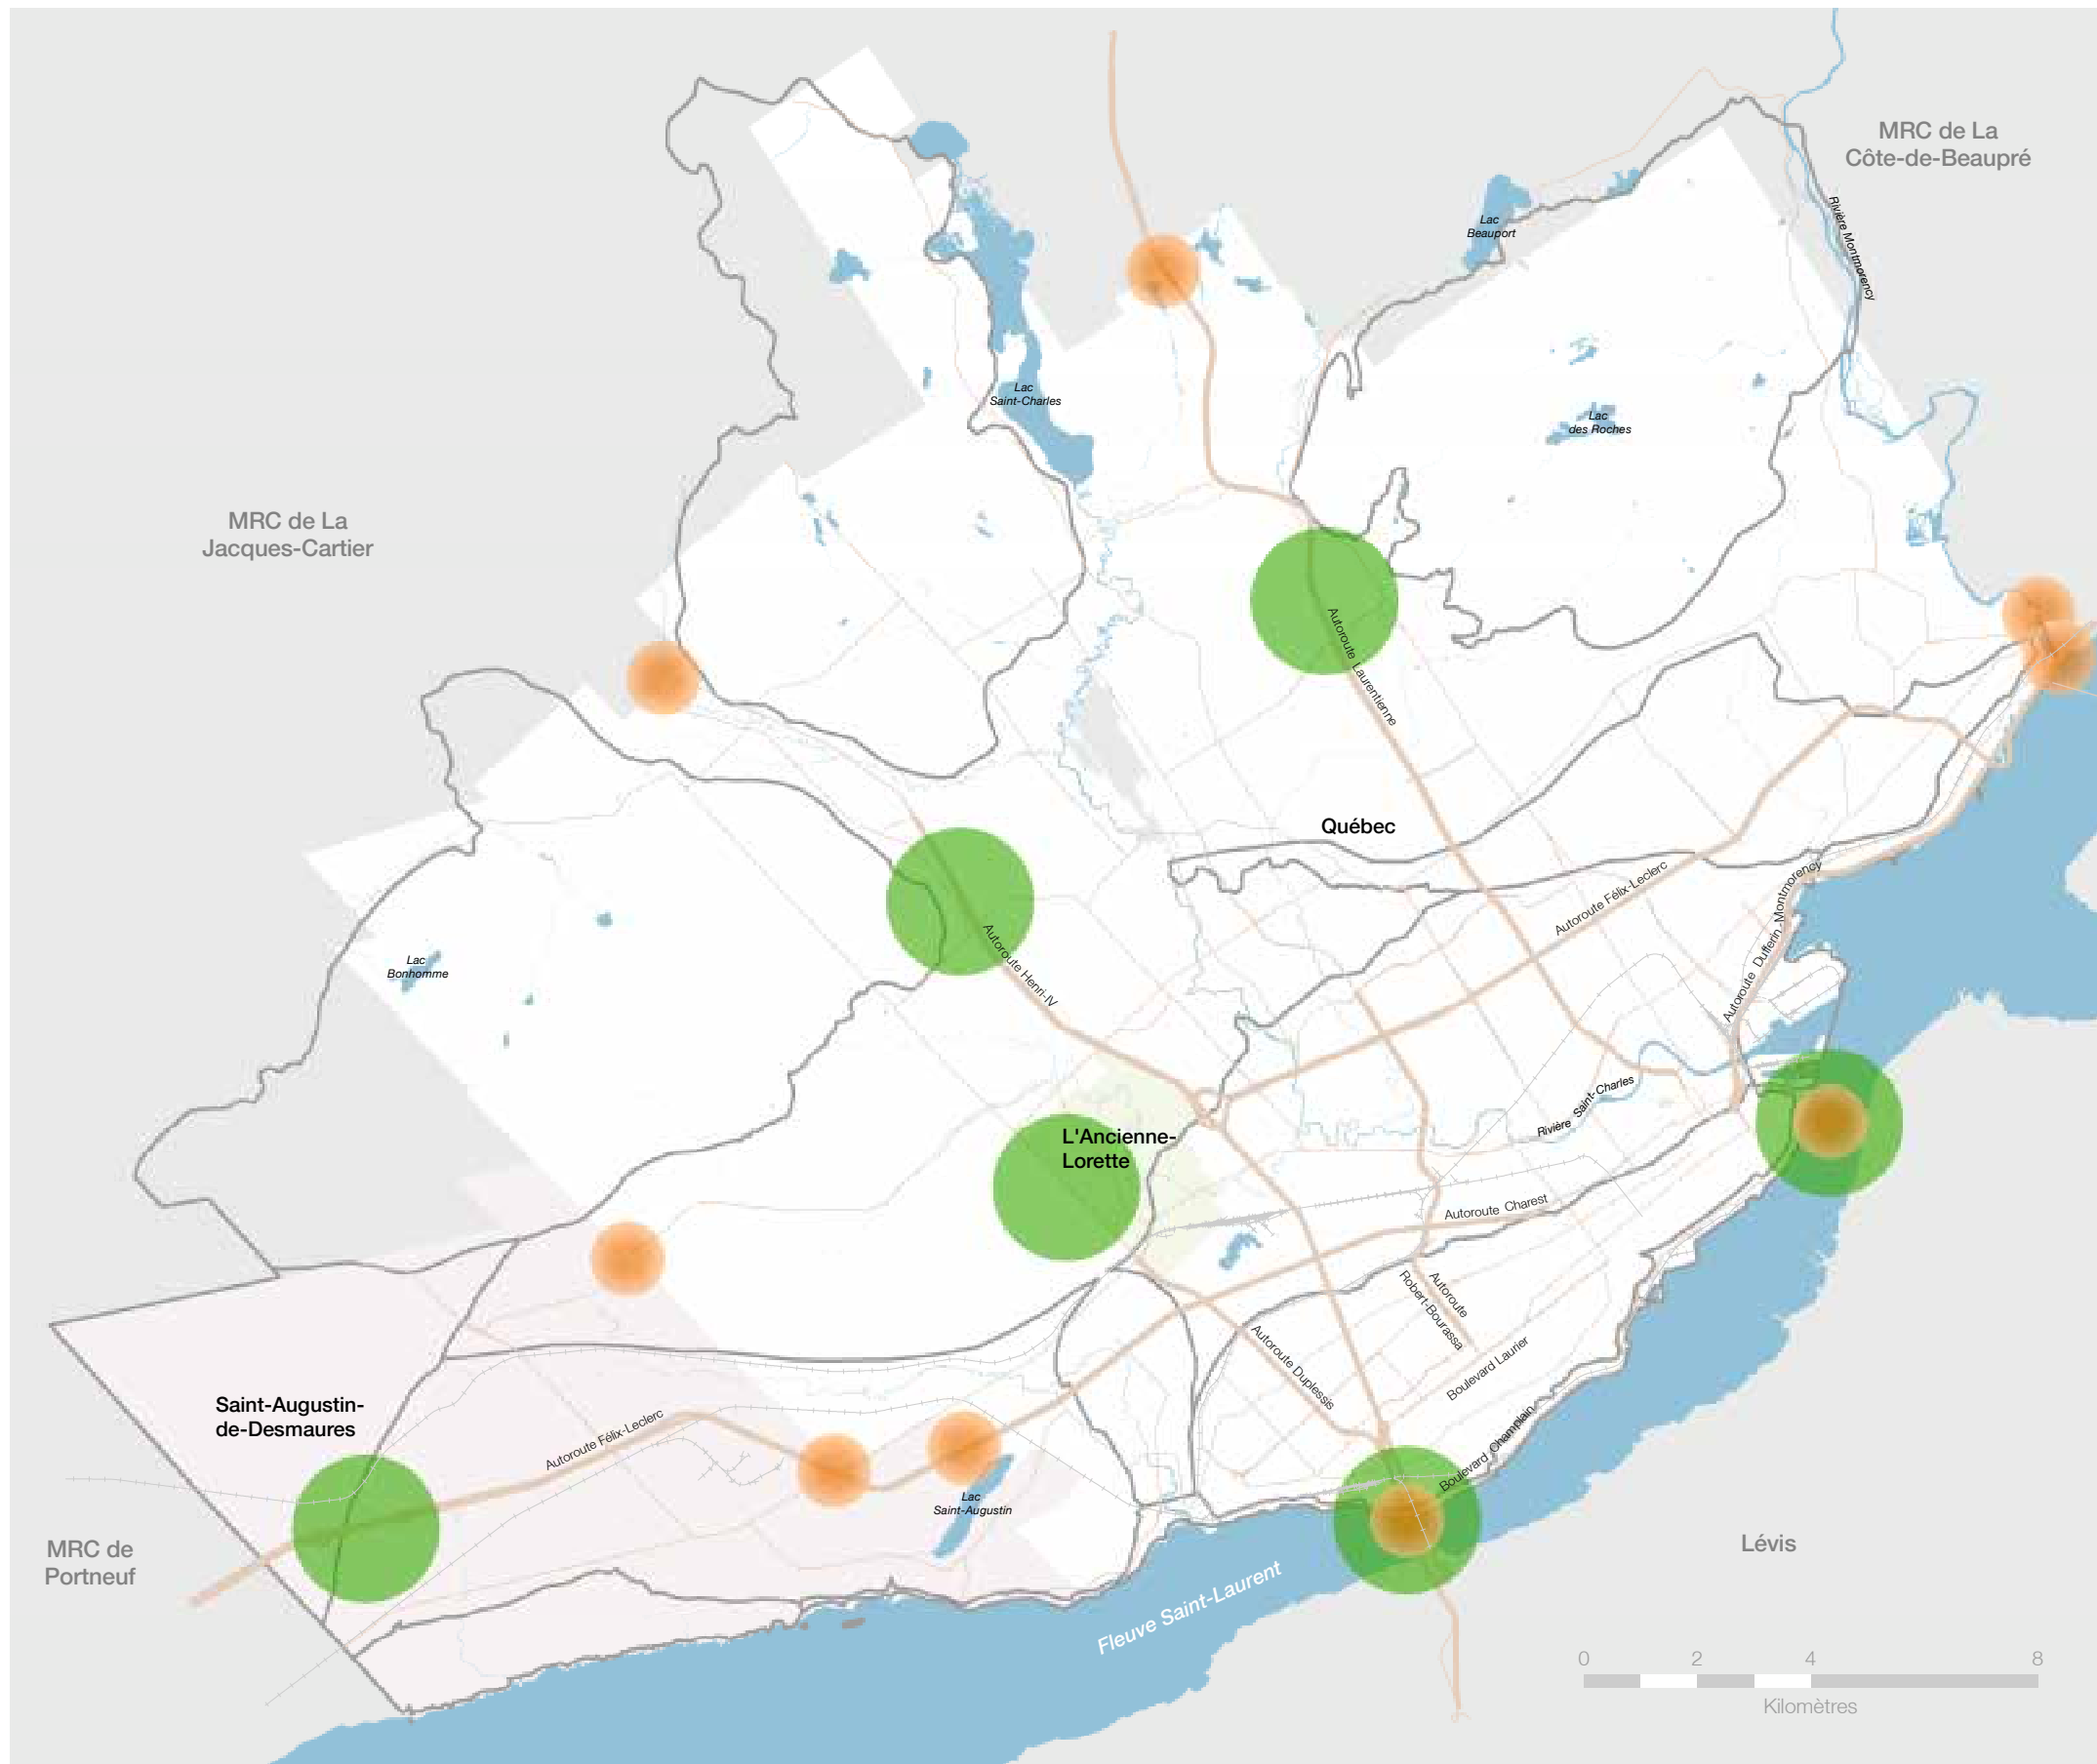 MRC de La
Côte-de-Beaupré
Rivière Montmorency
Lac
Beauport
Lac
Saint-Charles
Lac
des Roches
MRC de La
Jacques-Cartier
Autoroute Laurentienne
Québec
Autoroute Félix-Leclerc
Autoroute Dufferin-Montmorency
Autoroute Henri-IV
Lac
Bonhomme
Rivière Saint-Charles
L'Ancienne-
Lorette
Autoroute Charest
Autoroute
Robert-Bourassa
Autoroute Duplessis
Boulevard Laurier
Saint-Augustin-
de-Desmaures
Autoroute Félix-Leclerc
Boulevard Champlain
Lac
Saint-Augustin
MRC de
Portneuf
Lévis
Fleuve Saint-Laurent
0 2 4 8
Kilomètres